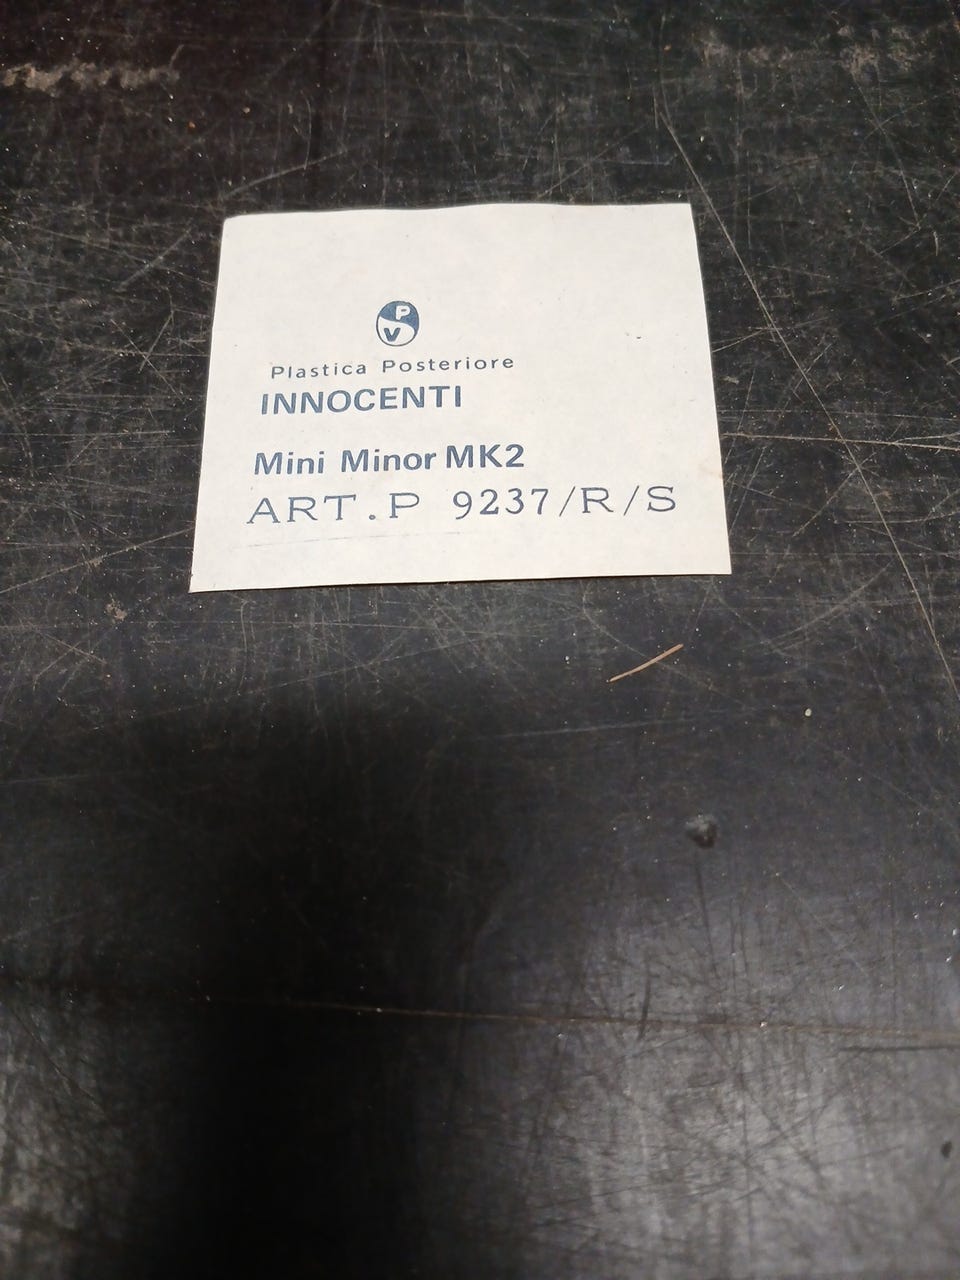 PV
Plastica Posteriore
INNOCENTI
Mini Minor MK2
ART.P 9237/R/S